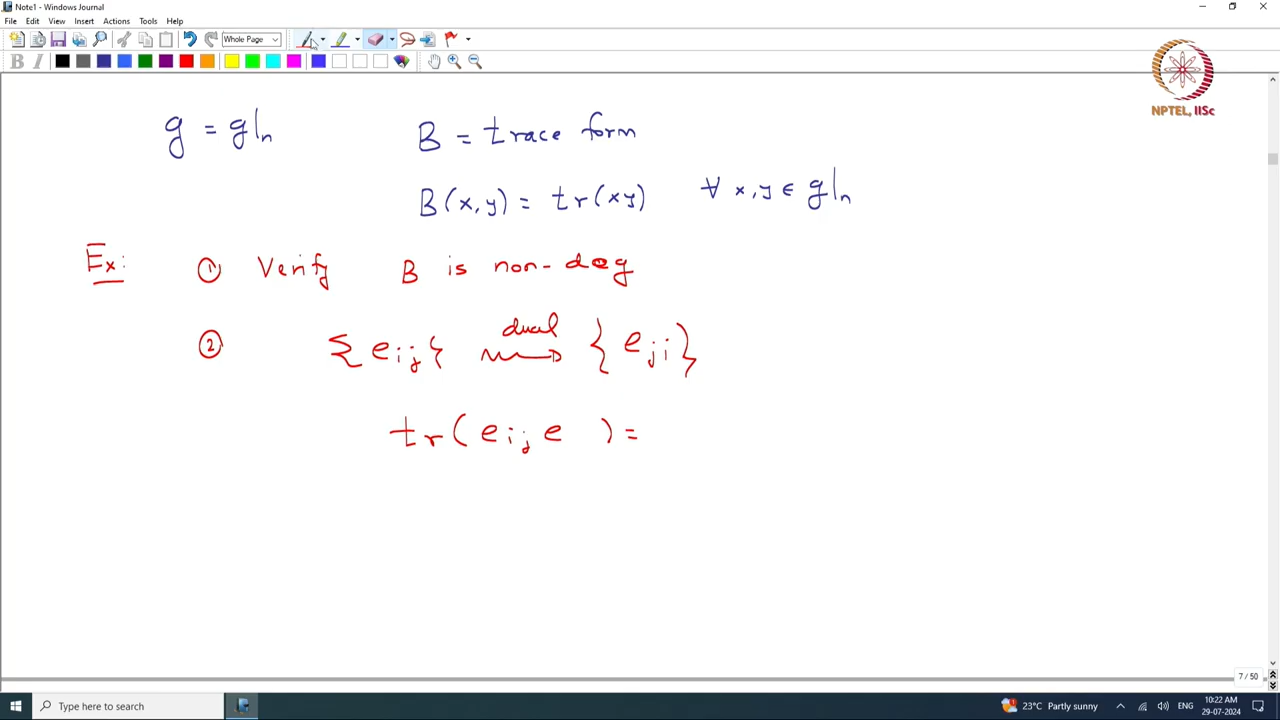 Note1 - Windows Journal
File Edit View Insert Actions Tools Help
Whole Page
B I
NPTEL, IISc
g = gl_n B = trace form
B(x,y) = tr(xy) ∀ x,y ∈ gl_n
Ex: ① Verify B is non-deg
② {e_ij} dual ⟿ {e_ji}
tr(e_ij e ) =
7 / 50
Type here to search
23°C Partly sunny
ENG
10:22 AM
29-07-2024